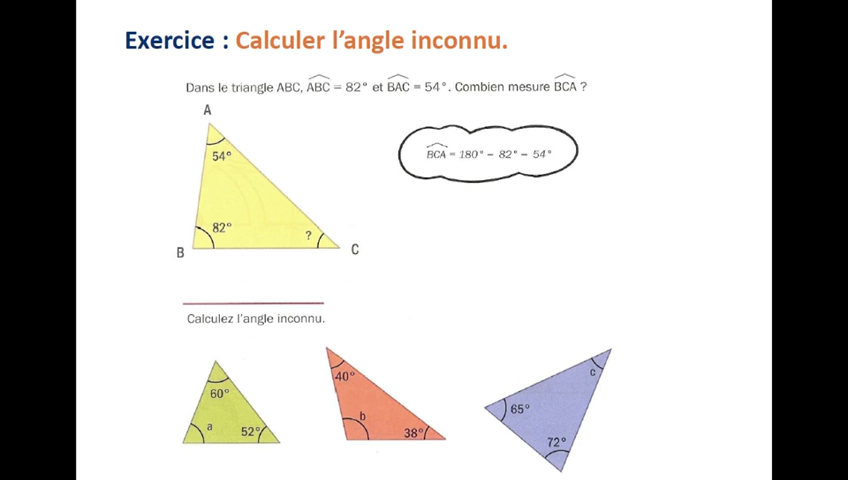 Exercice : Calculer l'angle inconnu.
Dans le triangle ABC, ABC = 82° et BAC = 54°. Combien mesure BCA ?
A
54°
BCA = 180° - 82° - 54°
82°
?
B
C
Calculez l'angle inconnu.
60°
a
52°
40°
b
38°
c
65°
72°